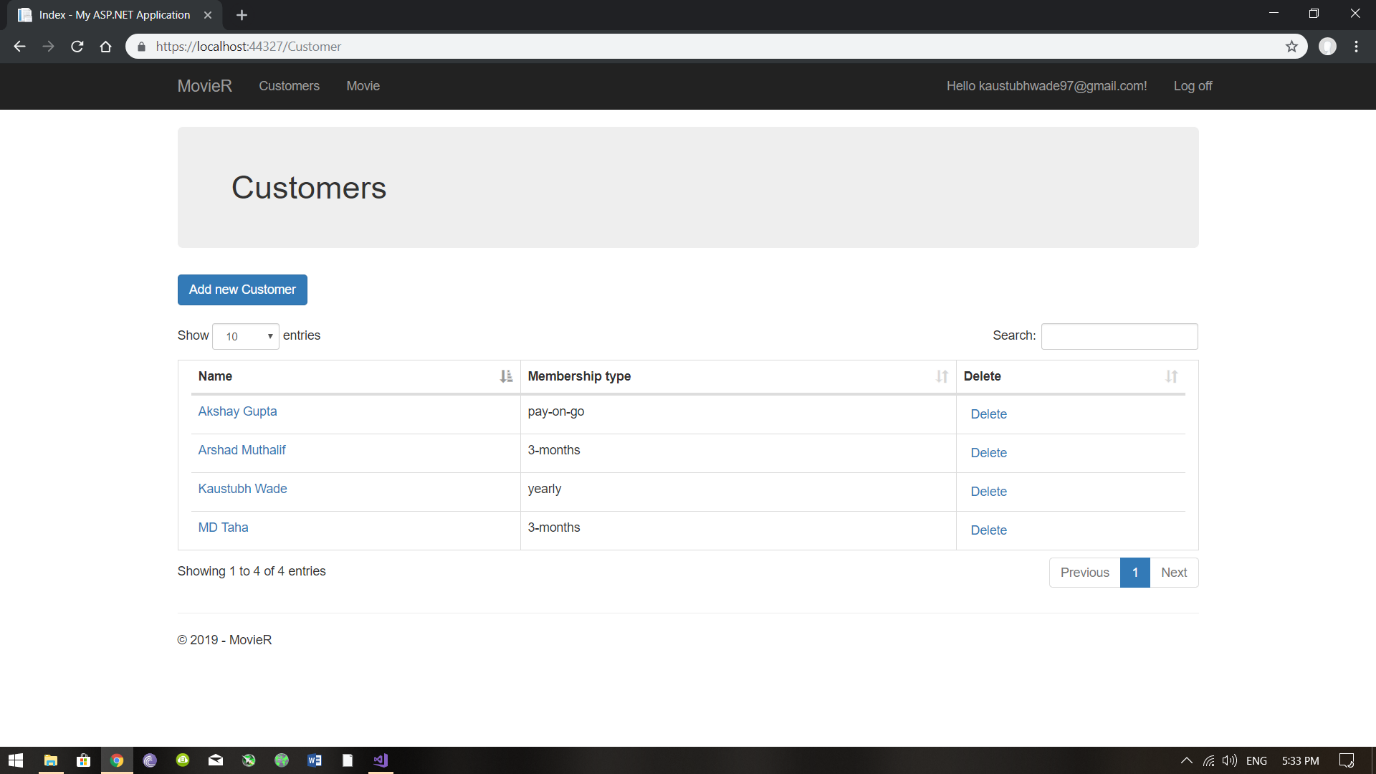 Index - My ASP.NET Application
https://localhost:44327/Customer
MovieR Customers Movie Hello kaustubhwade97@gmail.com! Log off
Customers
Add new Customer
Show 10 entries Search:
Name Membership type Delete
Akshay Gupta pay-on-go Delete
Arshad Muthalif 3-months Delete
Kaustubh Wade yearly Delete
MD Taha 3-months Delete
Showing 1 to 4 of 4 entries Previous 1 Next
© 2019 - MovieR
ENG 5:33 PM